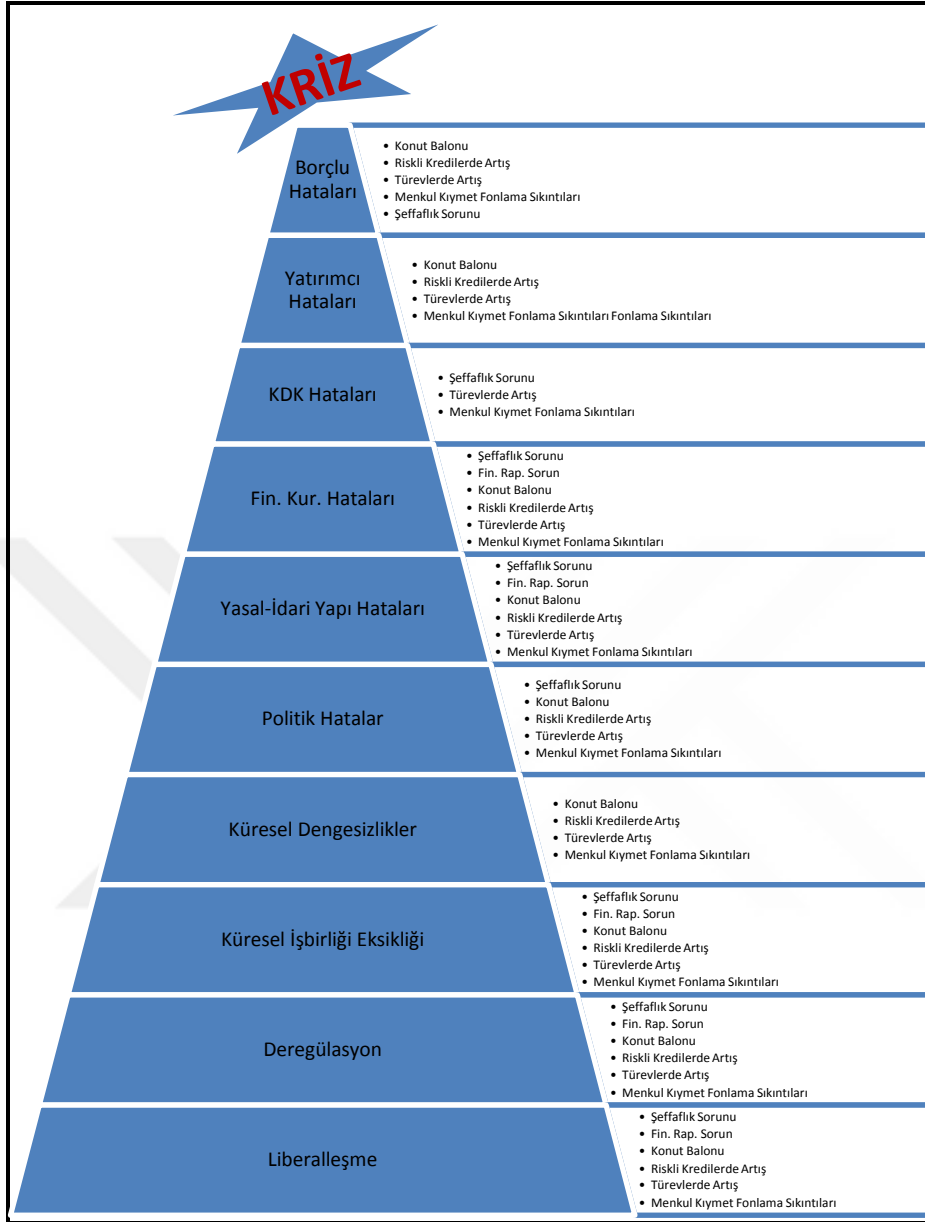 KRİZ
Borçlu
Hataları
• Konut Balonu
• Riskli Kredilerde Artış
• Türevlerde Artış
• Menkul Kıymet Fonlama Sıkıntıları
• Şeffaflık Sorunu
Yatırımcı
Hataları
• Konut Balonu
• Riskli Kredilerde Artış
• Türevlerde Artış
• Menkul Kıymet Fonlama Sıkıntıları Fonlama Sıkıntıları
KDK Hataları
• Şeffaflık Sorunu
• Türevlerde Artış
• Menkul Kıymet Fonlama Sıkıntıları
Fin. Kur. Hataları
• Şeffaflık Sorunu
• Fin. Rap. Sorun
• Konut Balonu
• Riskli Kredilerde Artış
• Türevlerde Artış
• Menkul Kıymet Fonlama Sıkıntıları
Yasal-İdari Yapı Hataları
• Şeffaflık Sorunu
• Fin. Rap. Sorun
• Konut Balonu
• Riskli Kredilerde Artış
• Türevlerde Artış
• Menkul Kıymet Fonlama Sıkıntıları
Politik Hatalar
• Şeffaflık Sorunu
• Konut Balonu
• Riskli Kredilerde Artış
• Türevlerde Artış
• Menkul Kıymet Fonlama Sıkıntıları
Küresel Dengesizlikler
• Konut Balonu
• Riskli Kredilerde Artış
• Türevlerde Artış
• Menkul Kıymet Fonlama Sıkıntıları
Küresel İşbirliği Eksikliği
• Şeffaflık Sorunu
• Fin. Rap. Sorun
• Konut Balonu
• Riskli Kredilerde Artış
• Türevlerde Artış
• Menkul Kıymet Fonlama Sıkıntıları
Deregülasyon
• Şeffaflık Sorunu
• Fin. Rap. Sorun
• Konut Balonu
• Riskli Kredilerde Artış
• Türevlerde Artış
• Menkul Kıymet Fonlama Sıkıntıları
Liberalleşme
• Şeffaflık Sorunu
• Fin. Rap. Sorun
• Konut Balonu
• Riskli Kredilerde Artış
• Türevlerde Artış
• Menkul Kıymet Fonlama Sıkıntıları